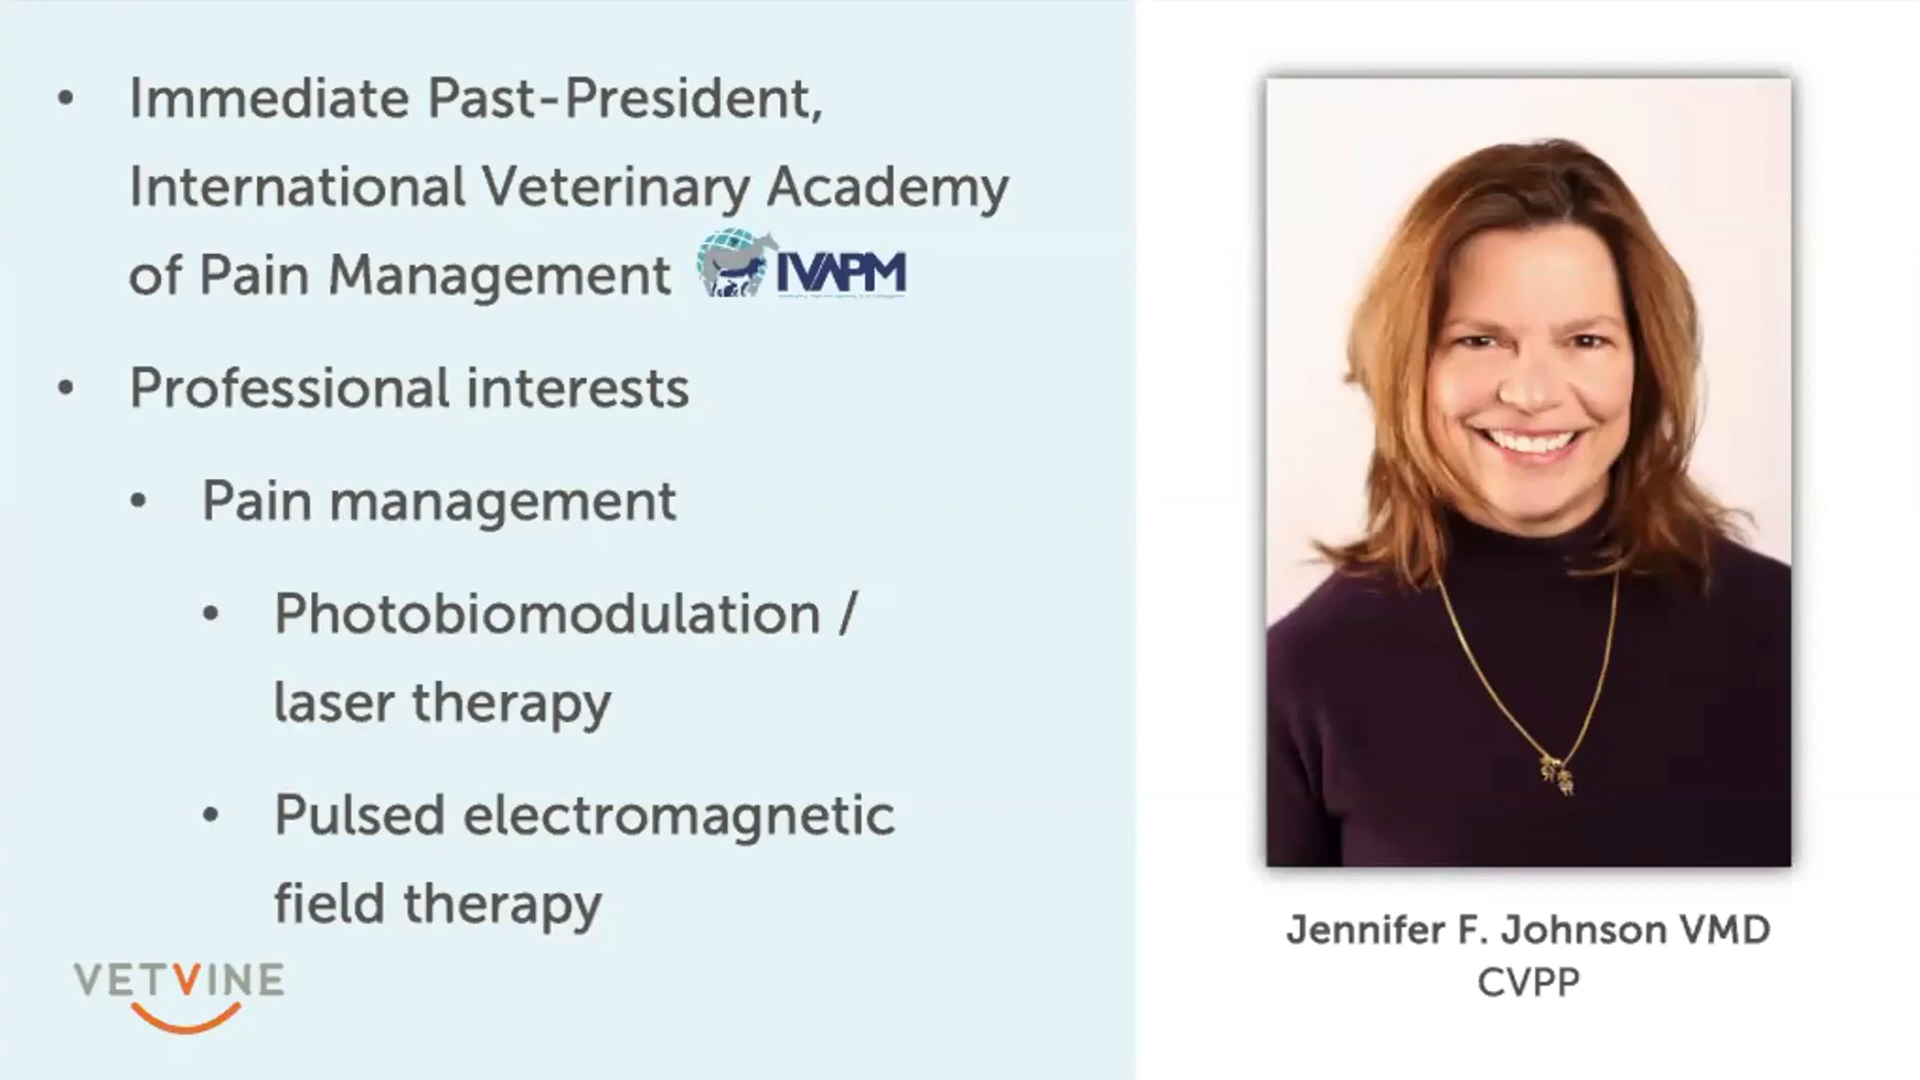 • Immediate Past-President,
International Veterinary Academy
of Pain Management IVAPM
• Professional interests
• Pain management
• Photobiomodulation /
laser therapy
• Pulsed electromagnetic
field therapy
VETVINE
Jennifer F. Johnson VMD
CVPP